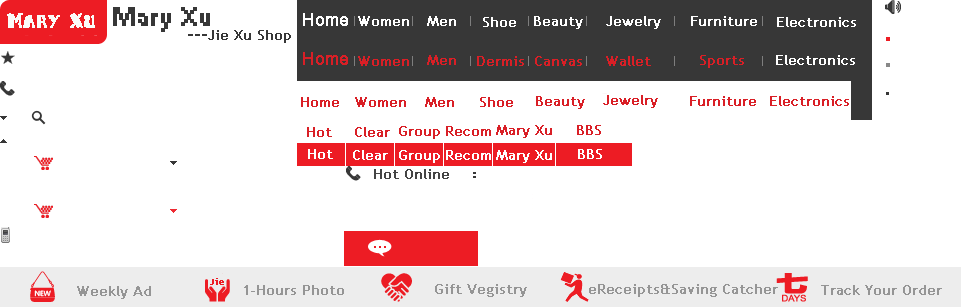 MARY XU
Mary Xu
---Jie Xu Shop
Home Women Men Shoe Beauty Jewelry Furniture Electronics
Home Women Men Dermis Canvas Wallet Sports Electronics
Home Women Men Shoe Beauty Jewelry Furniture Electronics
Hot Clear Group Recom Mary Xu BBS
Hot Clear Group Recom Mary Xu BBS
Hot Online :
NEW Weekly Ad Jie 1-Hours Photo Gift Vegistry eReceipts&Saving Catcher t DAYS Track Your Order